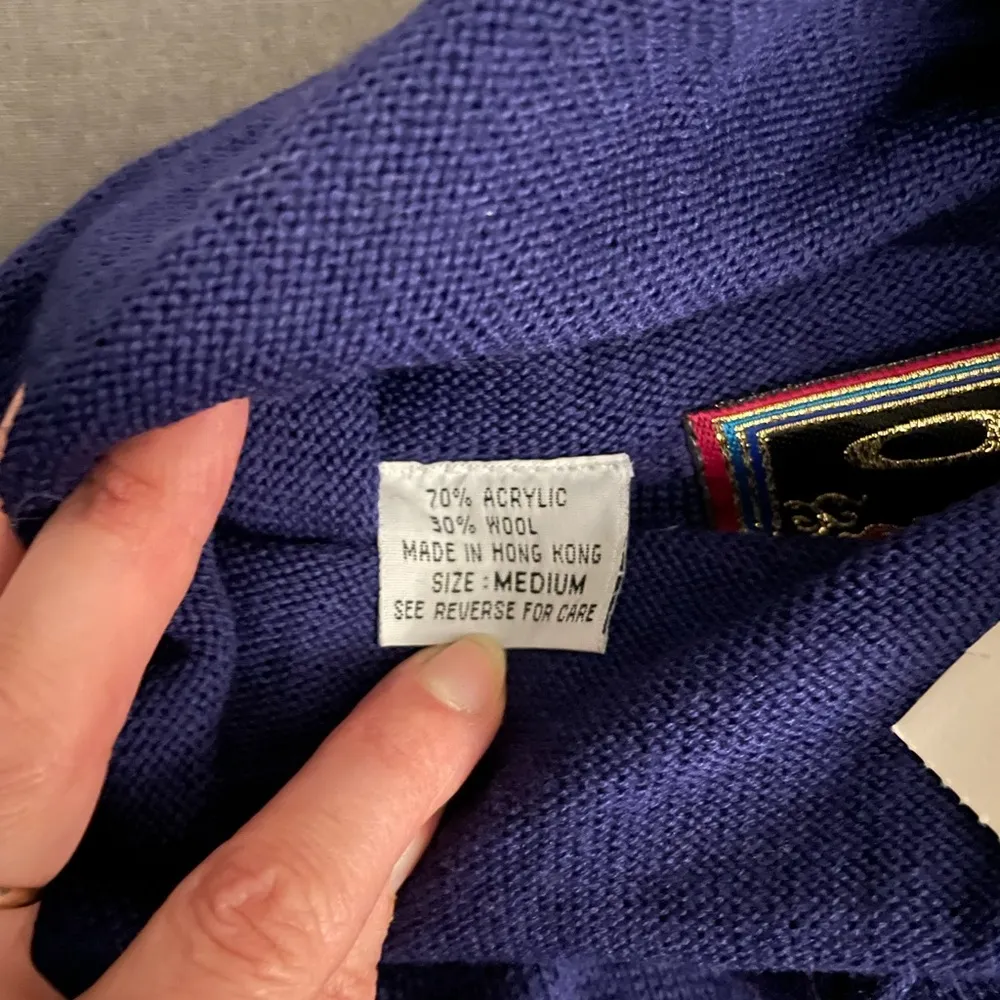 70% ACRYLIC
30% WOOL
MADE IN HONG KONG
SIZE : MEDIUM
SEE REVERSE FOR CARE